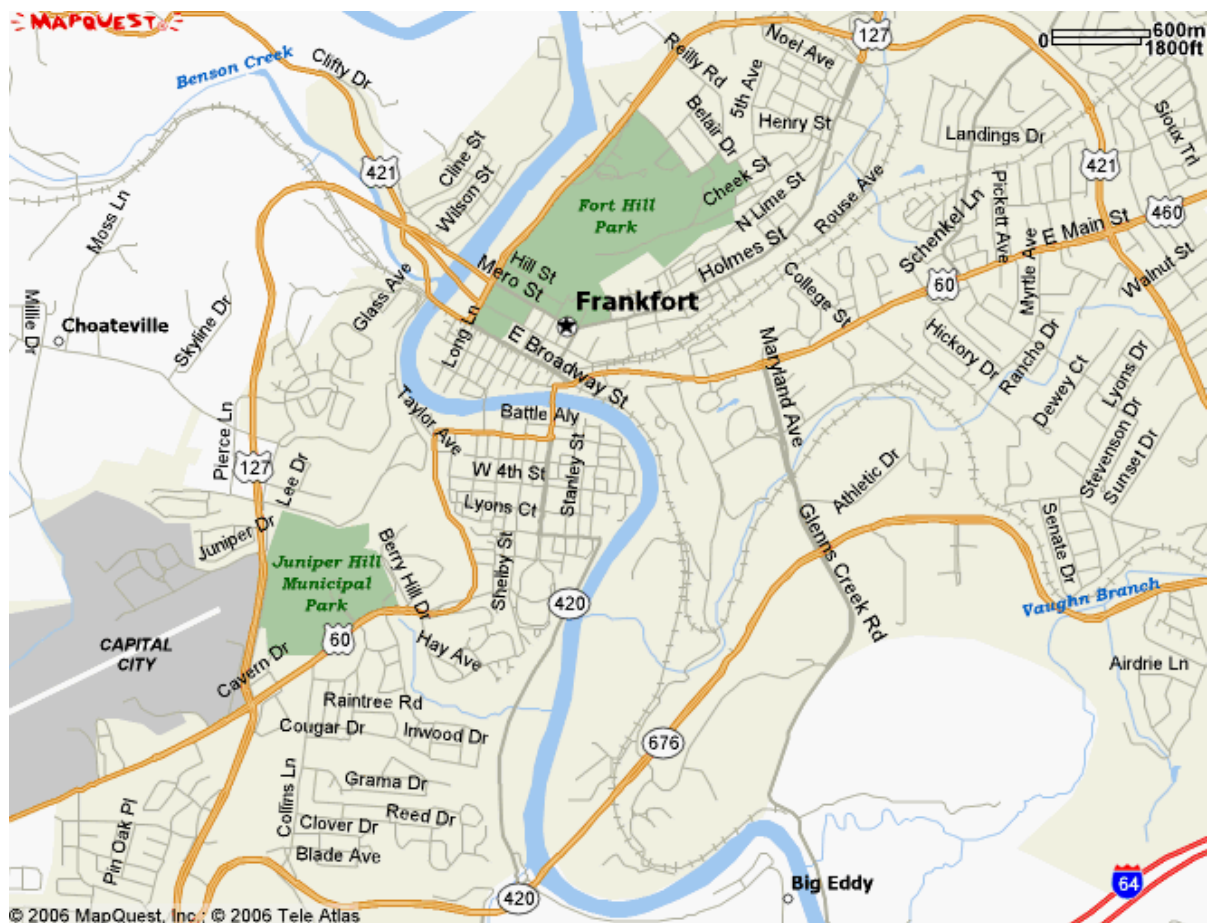 MAPQUEST
Benson Creek
Clifty Dr
Reilly Rd
Noel Ave
127
0
600m
1800ft
5th Ave
Belair Dr
Henry St
Landings Dr
Sioux Trl
421
Cline St
Wilson St
Cheek St
421
Moss Ln
Fort Hill
Park
N Lime St
Rouse Ave
Pickett Ave
460
Schenkel Ln
E Main St
Hill St
Mero St
Holmes St
Glass Ave
College St
60
Myrtle Ave
Walnut St
Millie Dr
Choateville
Skyline Dr
Long Ln
Frankfort
E Broadway St
Maryland Ave
Hickory Dr
Rancho Dr
Dewey Ct
Lyons Dr
Taylor Ave
Battle Aly
Pierce Ln
127
Lee Dr
W 4th St
Stanley St
Stevenson Dr
Sunset Dr
Athletic Dr
Lyons Ct
Juniper Dr
Glenns Creek Rd
Senate Dr
Juniper Hill
Municipal
Park
Berry Hill Dr
Shelby St
420
Vaughn Branch
CAPITAL
CITY
60
Hay Ave
Cavern Dr
Airdrie Ln
Raintree Rd
Cougar Dr
Inwood Dr
676
Collins Ln
Grama Dr
Reed Dr
Pin Oak Pl
Clover Dr
Blade Ave
420
Big Eddy
64
© 2006 MapQuest, Inc.; © 2006 Tele Atlas